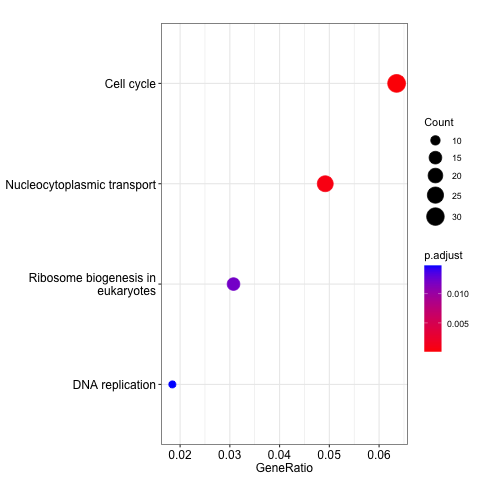 Cell cycle
Nucleocytoplasmic transport
Ribosome biogenesis in
eukaryotes
DNA replication
0.02 0.03 0.04 0.05 0.06
GeneRatio
Count
10
15
20
25
30
p.adjust
0.010
0.005